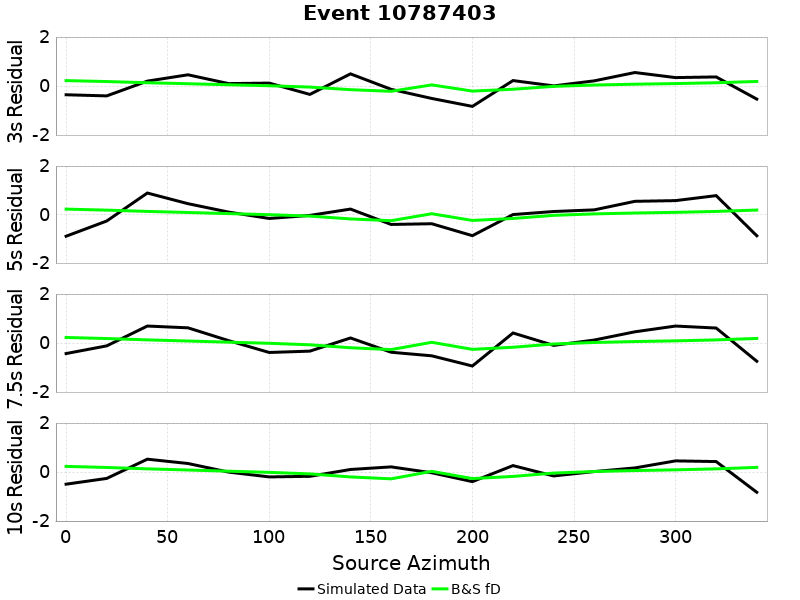 Event 10787403
3s Residual
2
0
-2
5s Residual
2
0
-2
7.5s Residual
2
0
-2
10s Residual
2
0
-2
0 50 100 150 200 250 300
Source Azimuth
Simulated Data B&S fD